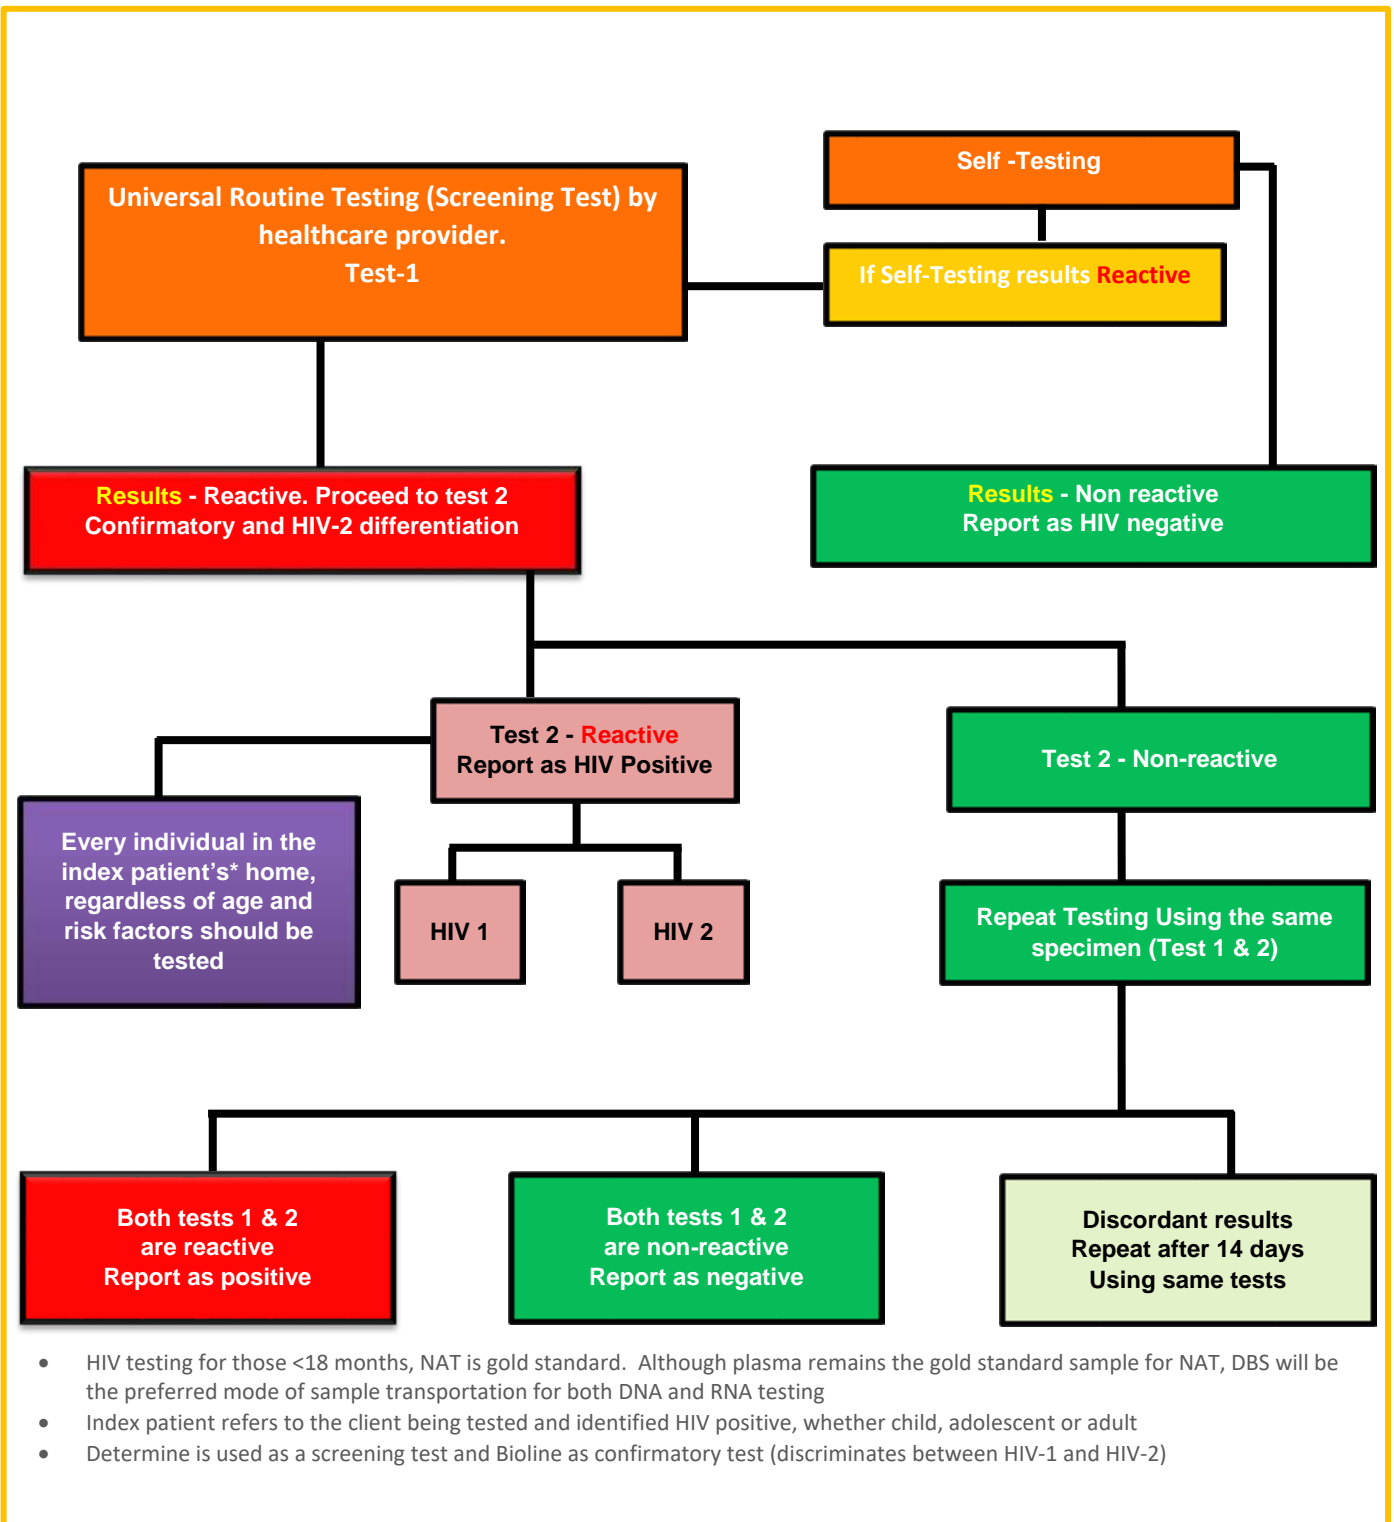 Self -Testing
Universal Routine Testing (Screening Test) by
healthcare provider.
Test-1
If Self-Testing results Reactive
Results - Reactive. Proceed to test 2
Confirmatory and HIV-2 differentiation
Results - Non reactive
Report as HIV negative
Test 2 - Reactive
Report as HIV Positive
Test 2 - Non-reactive
Every individual in the
index patient’s* home,
regardless of age and
risk factors should be
tested
HIV 1
HIV 2
Repeat Testing Using the same
specimen (Test 1 & 2)
Both tests 1 & 2
are reactive
Report as positive
Both tests 1 & 2
are non-reactive
Report as negative
Discordant results
Repeat after 14 days
Using same tests
• HIV testing for those <18 months, NAT is gold standard.  Although plasma remains the gold standard sample for NAT, DBS will be
the preferred mode of sample transportation for both DNA and RNA testing
• Index patient refers to the client being tested and identified HIV positive, whether child, adolescent or adult
• Determine is used as a screening test and Bioline as confirmatory test (discriminates between HIV-1 and HIV-2)